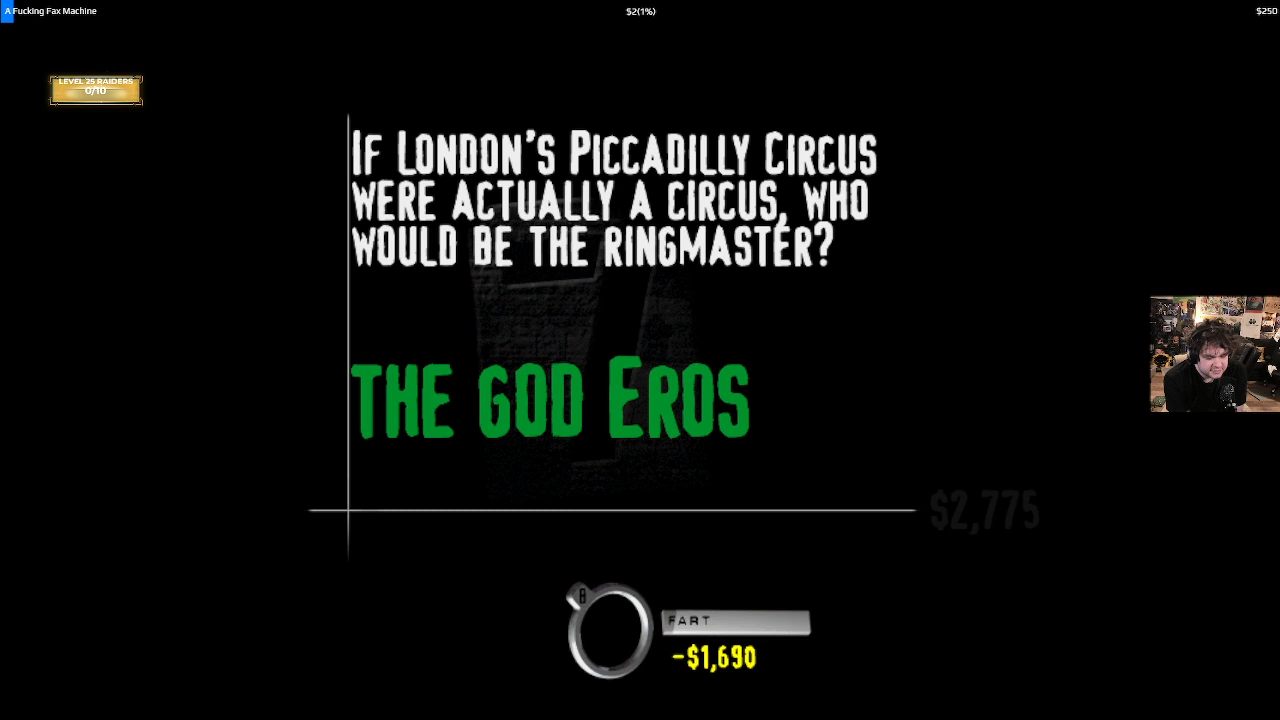 A Fucking Fax Machine
$2(1%)
$250
LEVEL 25 RAIDERS
0/10
If London's Piccadilly Circus
were actually a circus, who
would be the ringmaster?
the god Eros
$2,775
B
FART
-$1,690